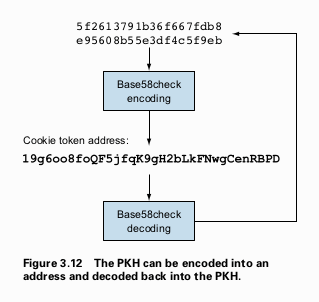 5f2613791b36f667fdb8
e95608b55e3df4c5f9eb
Base58check
encoding
Cookie token address:
19g6oo8foQF5jfqK9gH2bLkFNwgCenRBPD
Base58check
decoding
Figure 3.12 The PKH can be encoded into an
address and decoded back into the PKH.